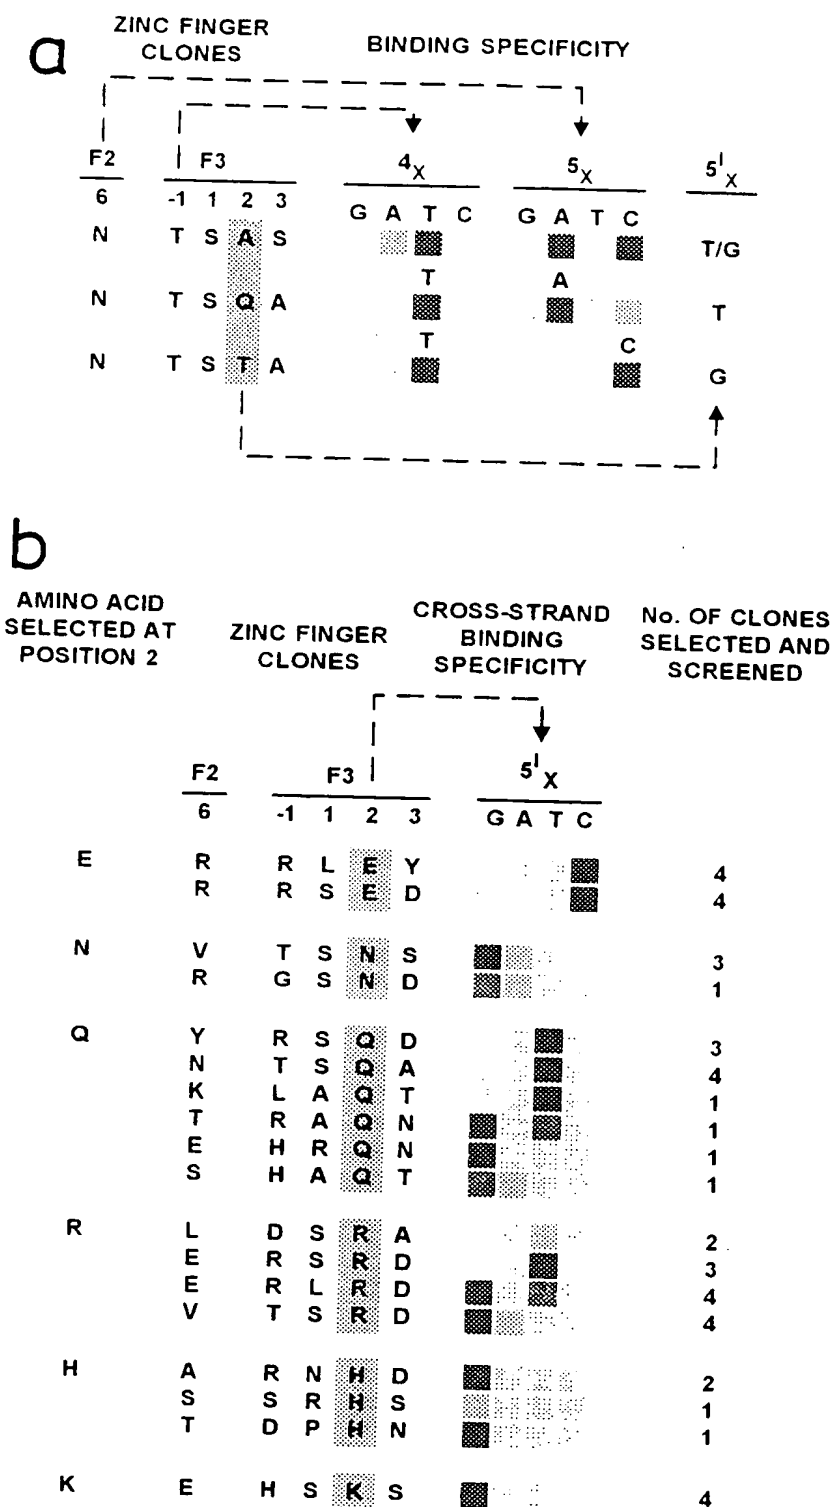 a
ZINC FINGER CLONES BINDING SPECIFICITY
F2 F3 4X 5X 5'X
6 -1 1 2 3 G A T C G A T C
N T S A S T/G
T A
N T S Q A T
T C
N T S T A G
b
AMINO ACID SELECTED AT POSITION 2 ZINC FINGER CLONES CROSS-STRAND BINDING SPECIFICITY No. OF CLONES SELECTED AND SCREENED
F2 F3 5'X
6 -1 1 2 3 G A T C
E R R L E Y 4
R R S E D 4
N V T S N S 3
R G S N D 1
Q Y R S Q D 3
N T S Q A 4
K L A Q T 1
T R A Q N 1
E H R Q N 1
S H A Q T 1
R L D S R A 2
E R S R D 3
E R L R D 4
V T S R D 4
H A R N H D 2
S S R H S 1
T D P H N 1
K E H S K S 4